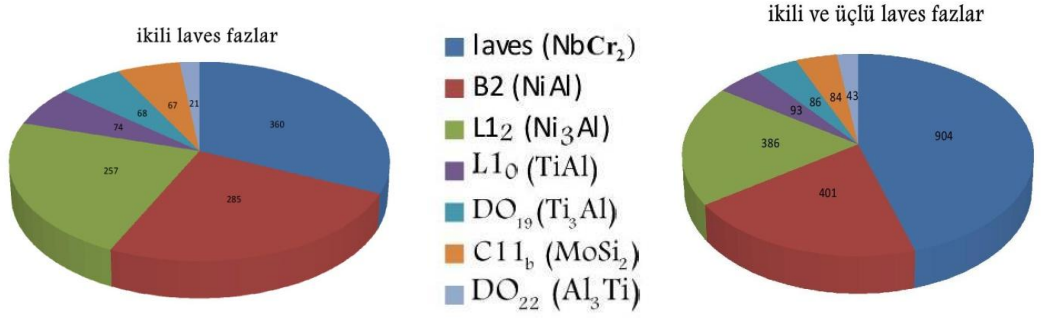 ikili laves fazlar
360
285
257
74
68
67
21
laves (NbCr₂)
B2 (NiAl)
L1₂ (Ni₃Al)
L1₀ (TiAl)
DO₁₉ (Ti₃Al)
C11b (MoSi₂)
DO₂₂ (Al₃Ti)
ikili ve üçlü laves fazlar
904
401
386
93
86
84
43